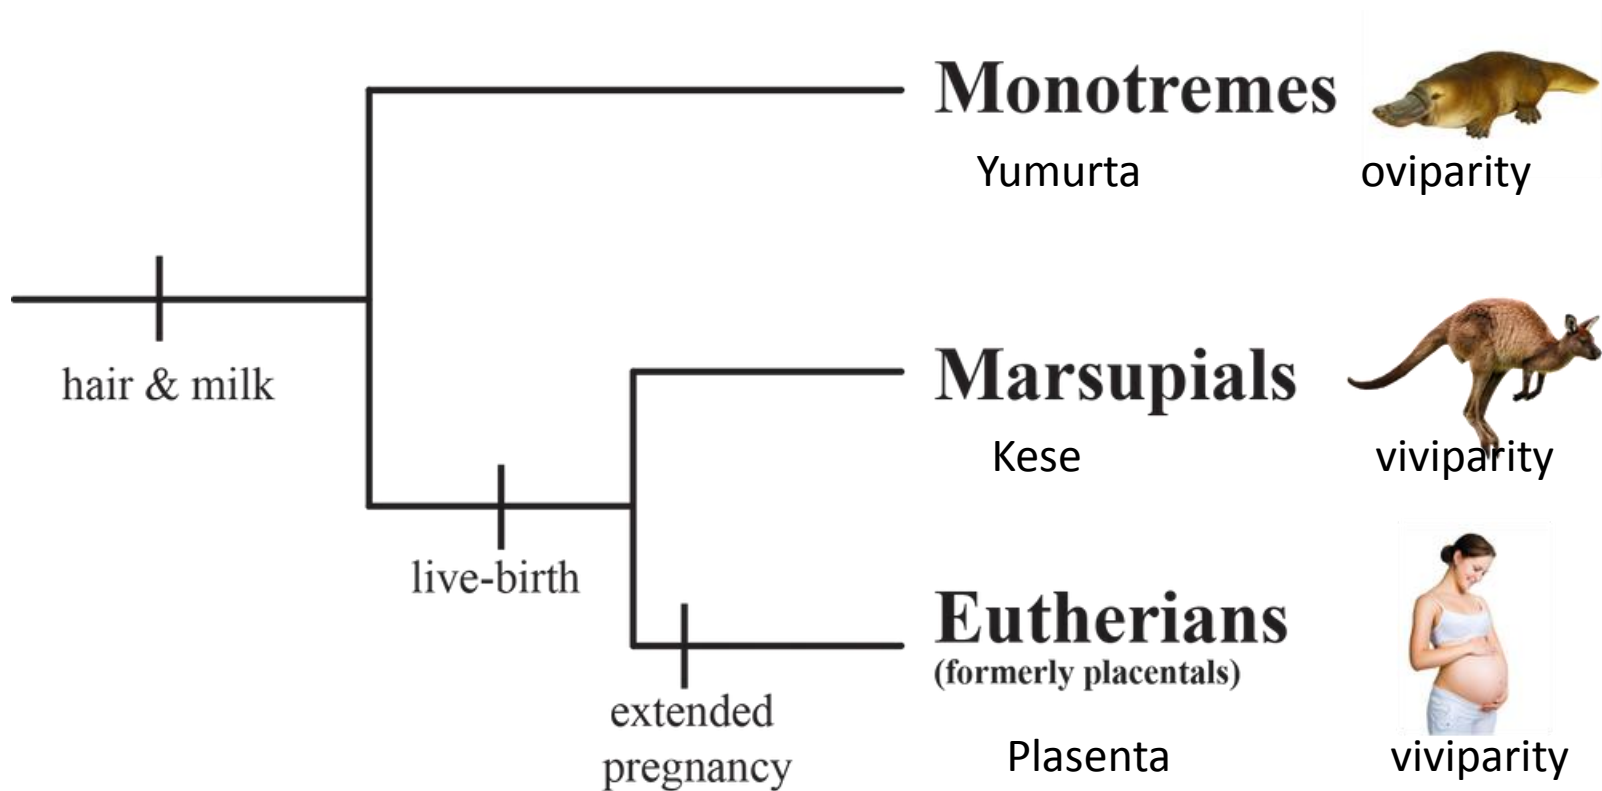 Monotremes
Yumurta oviparity
hair & milk
Marsupials
Kese viviparity
live-birth
Eutherians
(formerly placentals)
extended
pregnancy
Plasenta viviparity